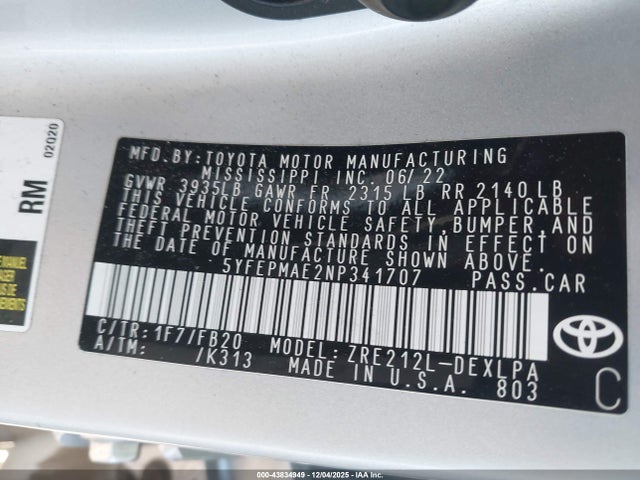 02020
RM
MFD.BY:TOYOTA MOTOR MANUFACTURING
MISSISSIPPI INC. 06/22
GVWR 3935LB GAWR FR 2315 LB RR 2140 LB
THIS VEHICLE CONFORMS TO ALL APPLICABLE
FEDERAL MOTOR VEHICLE SAFETY, BUMPER, AND
THEFT PREVENTION STANDARDS IN EFFECT ON
THE DATE OF MANUFACTURE SHOWN ABOVE.
5YFEPMAE2NP341707 PASS.CAR
C/TR:1F7/FB20 MODEL:ZRE212L-DEXLPA
A/TM: /K313 MADE IN U.S.A. 803
C
000-43834949 - 12/04/2025 - IAAI.COM